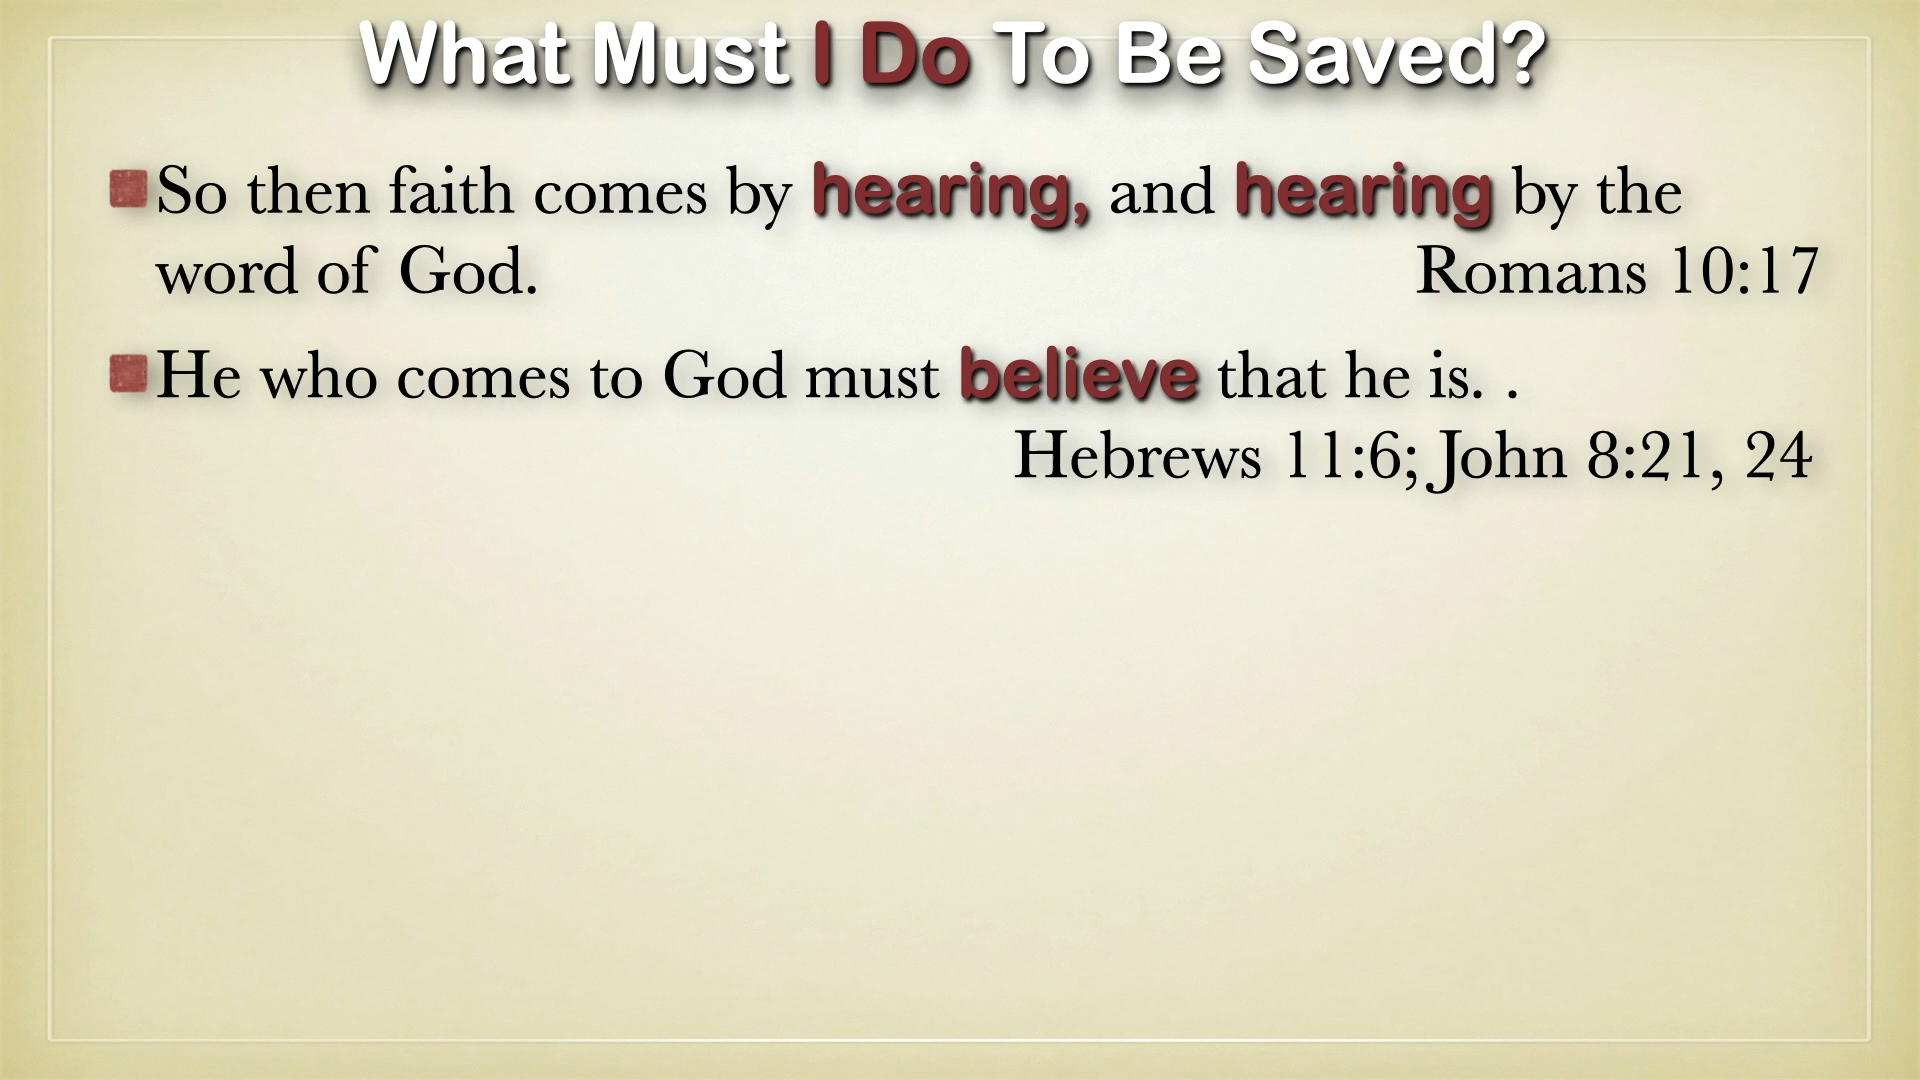 What Must I Do To Be Saved?
So then faith comes by hearing, and hearing by the
word of God. Romans 10:17
He who comes to God must believe that he is. .
Hebrews 11:6; John 8:21, 24